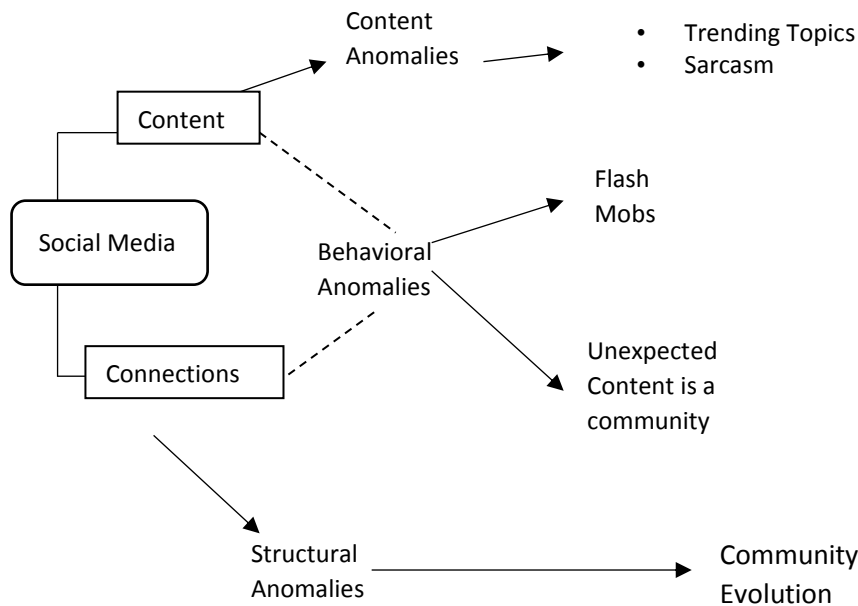 Content
Anomalies
• Trending Topics
• Sarcasm
Content
Flash
Mobs
Social Media
Behavioral
Anomalies
Connections
Unexpected
Content is a
community
Structural
Anomalies
Community
Evolution